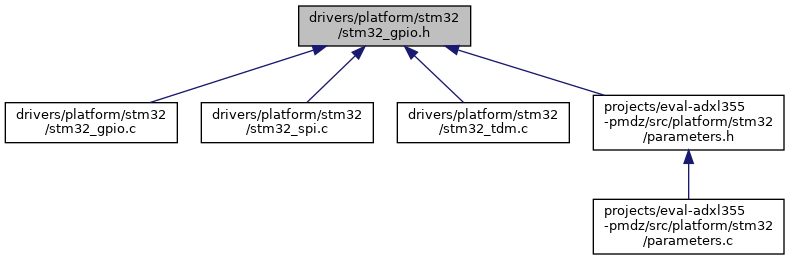 drivers/platform/stm32
/stm32_gpio.h
drivers/platform/stm32
/stm32_gpio.c
drivers/platform/stm32
/stm32_spi.c
drivers/platform/stm32
/stm32_tdm.c
projects/eval-adxl355
-pmdz/src/platform/stm32
/parameters.h
projects/eval-adxl355
-pmdz/src/platform/stm32
/parameters.c